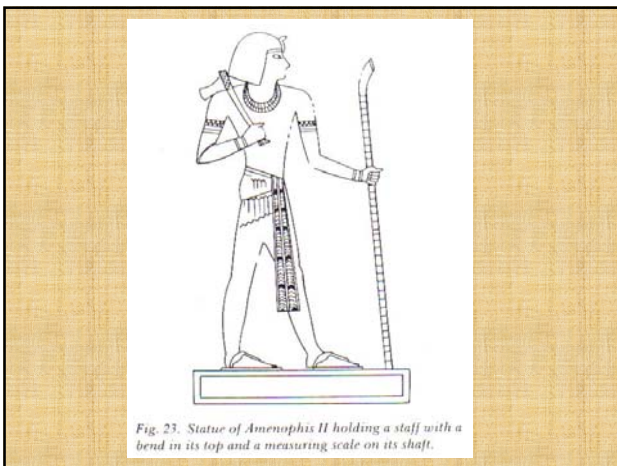 Fig. 23. Statue of Amenophis II holding a staff with a
bend in its top and a measuring scale on its shaft.